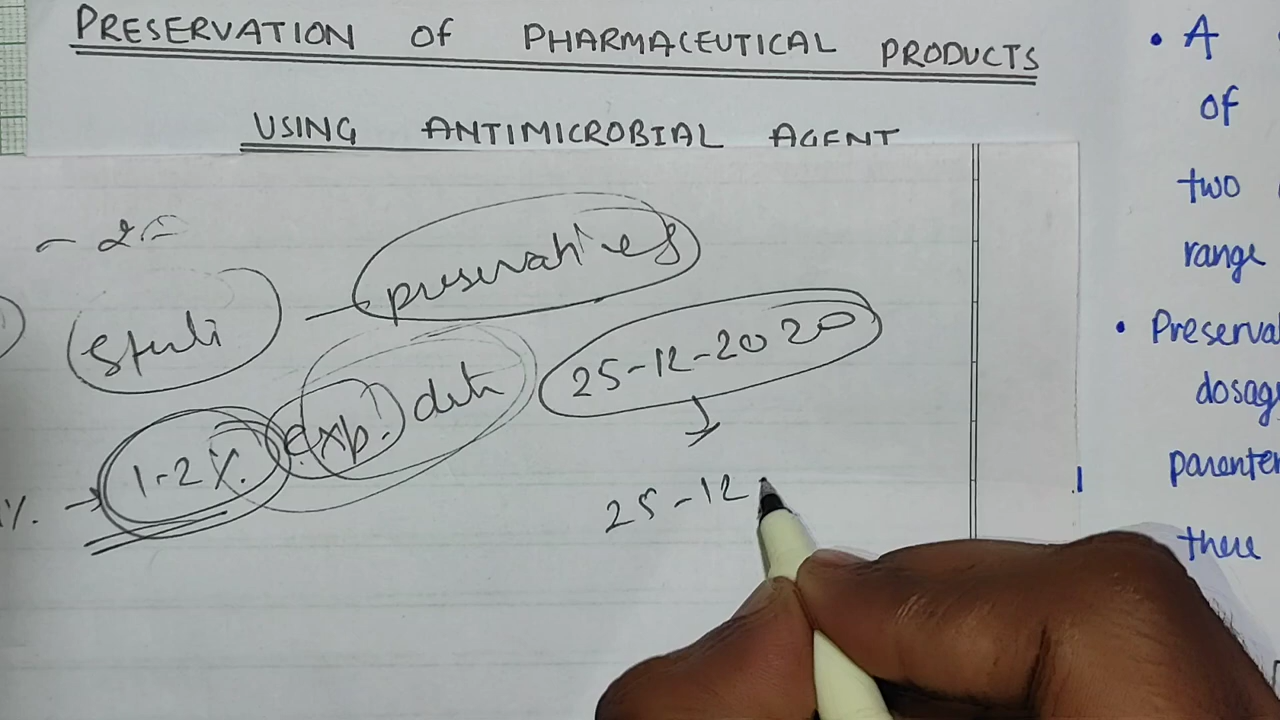 PRESERVATION OF PHARMACEUTICAL PRODUCTS
USING ANTIMICROBIAL AGENT
preservatives
25-12-2020
1-2%. exp. date
25-12
• A
of
two
range
• Preserva
dosag
parenter
there